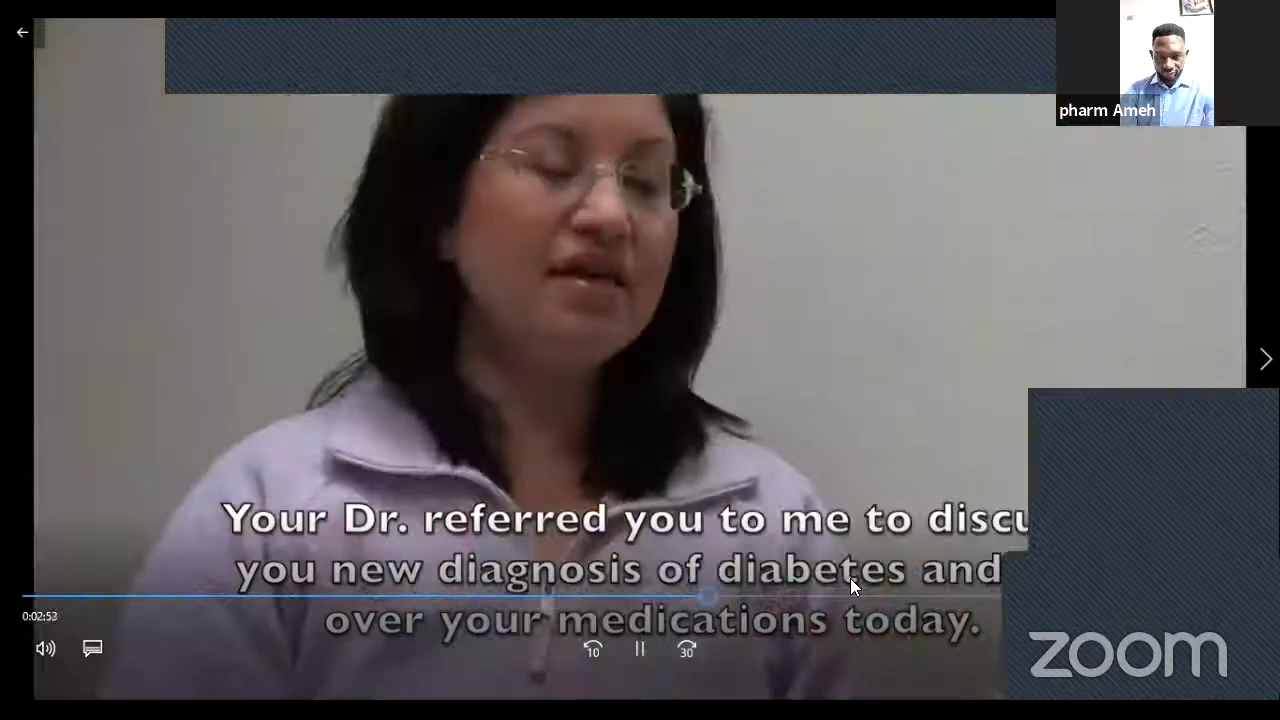 pharm Ameh
Your Dr. referred you to me to discu
you new diagnosis of diabetes and
over your medications today.
0:02:53
10
30
zoom